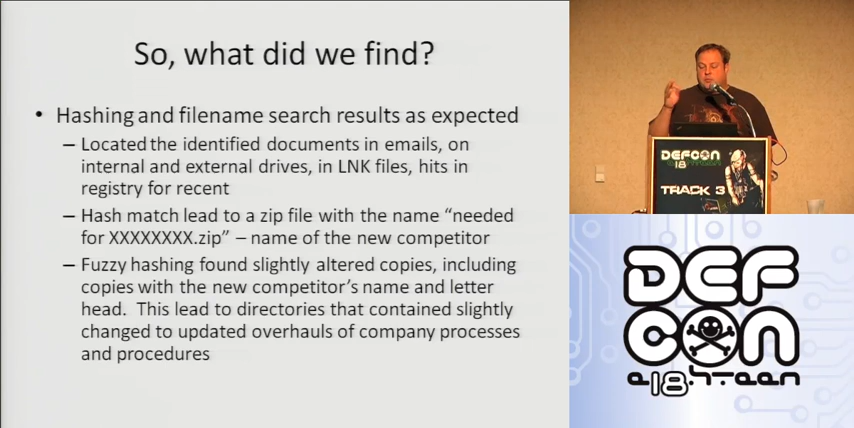 So, what did we find?
• Hashing and filename search results as expected
– Located the identified documents in emails, on
internal and external drives, in LNK files, hits in
registry for recent
– Hash match lead to a zip file with the name “needed
for XXXXXXXX.zip” – name of the new competitor
– Fuzzy hashing found slightly altered copies, including
copies with the new competitor’s name and letter
head. This lead to directories that contained slightly
changed to updated overhauls of company processes
and procedures
DEFCON
18
TRACK 3
DEF
CON
e18h-teen